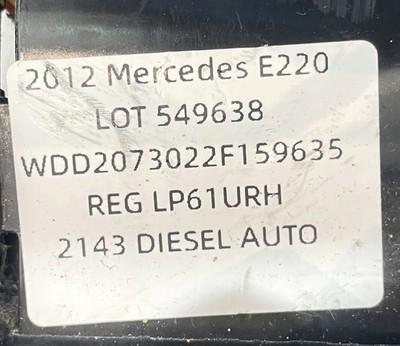 2012 Mercedes E220
LOT 549638
WDD2073022F159635
REG LP61URH
2143 DIESEL AUTO